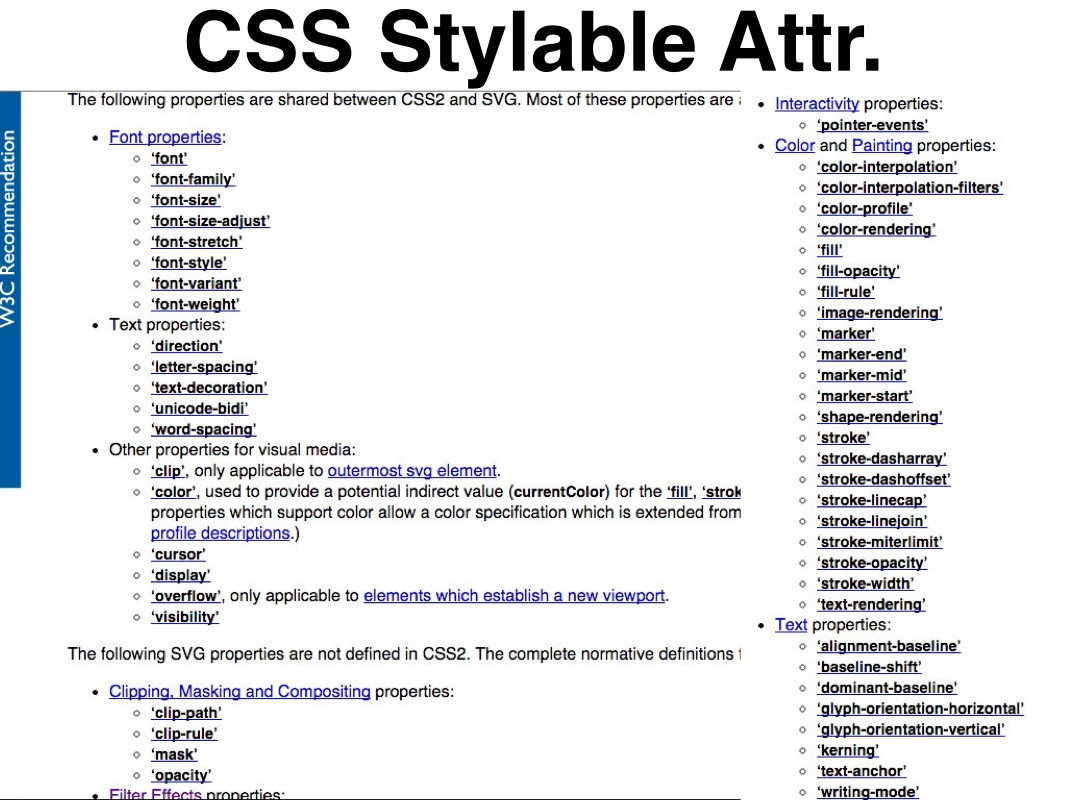 CSS Stylable Attr.
W3C Recommendation
The following properties are shared between CSS2 and SVG. Most of these properties are
• Font properties:
◦ ‘font’
◦ ‘font-family’
◦ ‘font-size’
◦ ‘font-size-adjust’
◦ ‘font-stretch’
◦ ‘font-style’
◦ ‘font-variant’
◦ ‘font-weight’
• Text properties:
◦ ‘direction’
◦ ‘letter-spacing’
◦ ‘text-decoration’
◦ ‘unicode-bidi’
◦ ‘word-spacing’
• Other properties for visual media:
◦ ‘clip’, only applicable to outermost svg element.
◦ ‘color’, used to provide a potential indirect value (currentColor) for the ‘fill’, ‘strok
properties which support color allow a color specification which is extended from
profile descriptions.)
◦ ‘cursor’
◦ ‘display’
◦ ‘overflow’, only applicable to elements which establish a new viewport.
◦ ‘visibility’
The following SVG properties are not defined in CSS2. The complete normative definitions
• Clipping, Masking and Compositing properties:
◦ ‘clip-path’
◦ ‘clip-rule’
◦ ‘mask’
◦ ‘opacity’
• Filter Effects properties:
• Interactivity properties:
◦ ‘pointer-events’
• Color and Painting properties:
◦ ‘color-interpolation’
◦ ‘color-interpolation-filters’
◦ ‘color-profile’
◦ ‘color-rendering’
◦ ‘fill’
◦ ‘fill-opacity’
◦ ‘fill-rule’
◦ ‘image-rendering’
◦ ‘marker’
◦ ‘marker-end’
◦ ‘marker-mid’
◦ ‘marker-start’
◦ ‘shape-rendering’
◦ ‘stroke’
◦ ‘stroke-dasharray’
◦ ‘stroke-dashoffset’
◦ ‘stroke-linecap’
◦ ‘stroke-linejoin’
◦ ‘stroke-miterlimit’
◦ ‘stroke-opacity’
◦ ‘stroke-width’
◦ ‘text-rendering’
• Text properties:
◦ ‘alignment-baseline’
◦ ‘baseline-shift’
◦ ‘dominant-baseline’
◦ ‘glyph-orientation-horizontal’
◦ ‘glyph-orientation-vertical’
◦ ‘kerning’
◦ ‘text-anchor’
◦ ‘writing-mode’